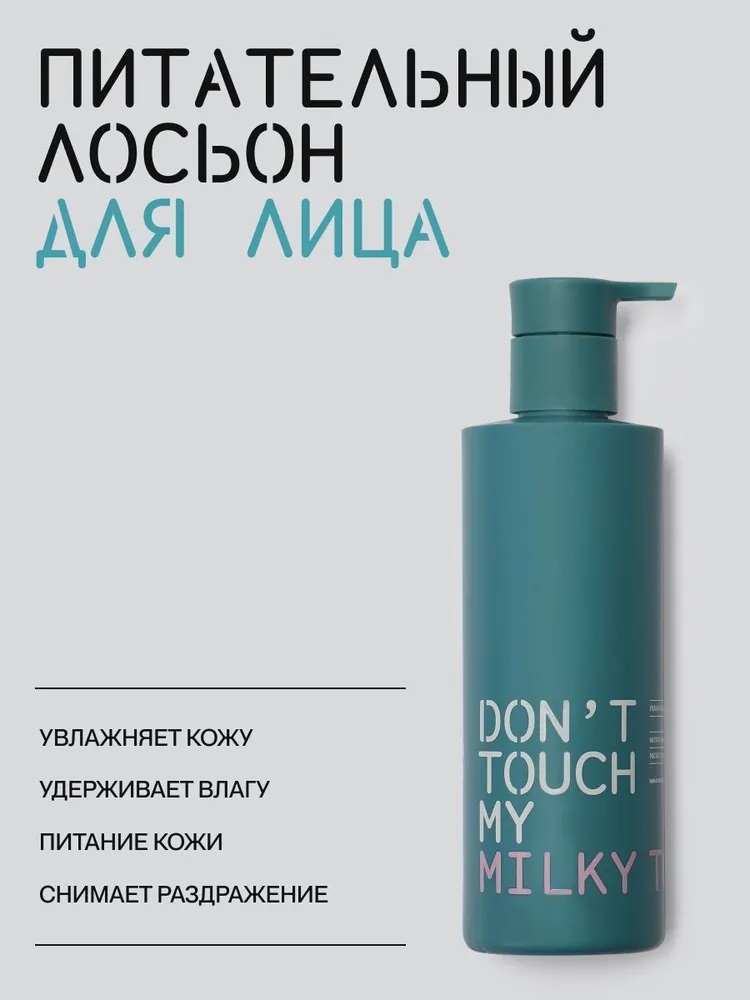 ПИТАТЕЛЬНЫЙ
ЛОСЬОН
ДЛЯ ЛИЦА
УВЛАЖНЯЕТ КОЖУ
УДЕРЖИВАЕТ ВЛАГУ
ПИТАНИЕ КОЖИ
СНИМАЕТ РАЗДРАЖЕНИЕ
DON'T
TOUCH
MY
MILKY T